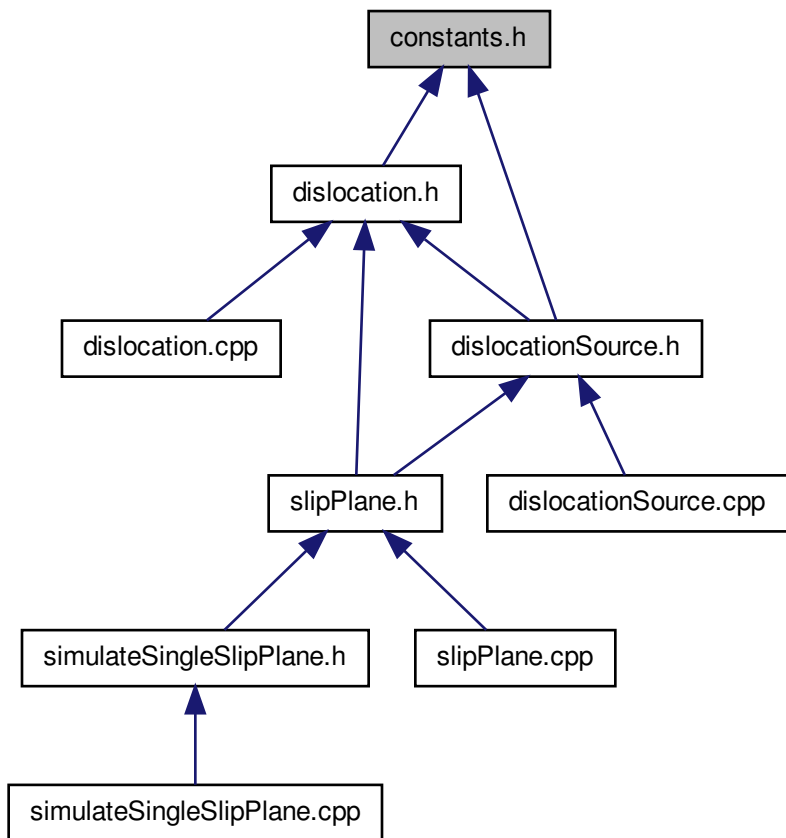 constants.h
dislocation.h
dislocation.cpp
dislocationSource.h
slipPlane.h
dislocationSource.cpp
simulateSingleSlipPlane.h
slipPlane.cpp
simulateSingleSlipPlane.cpp